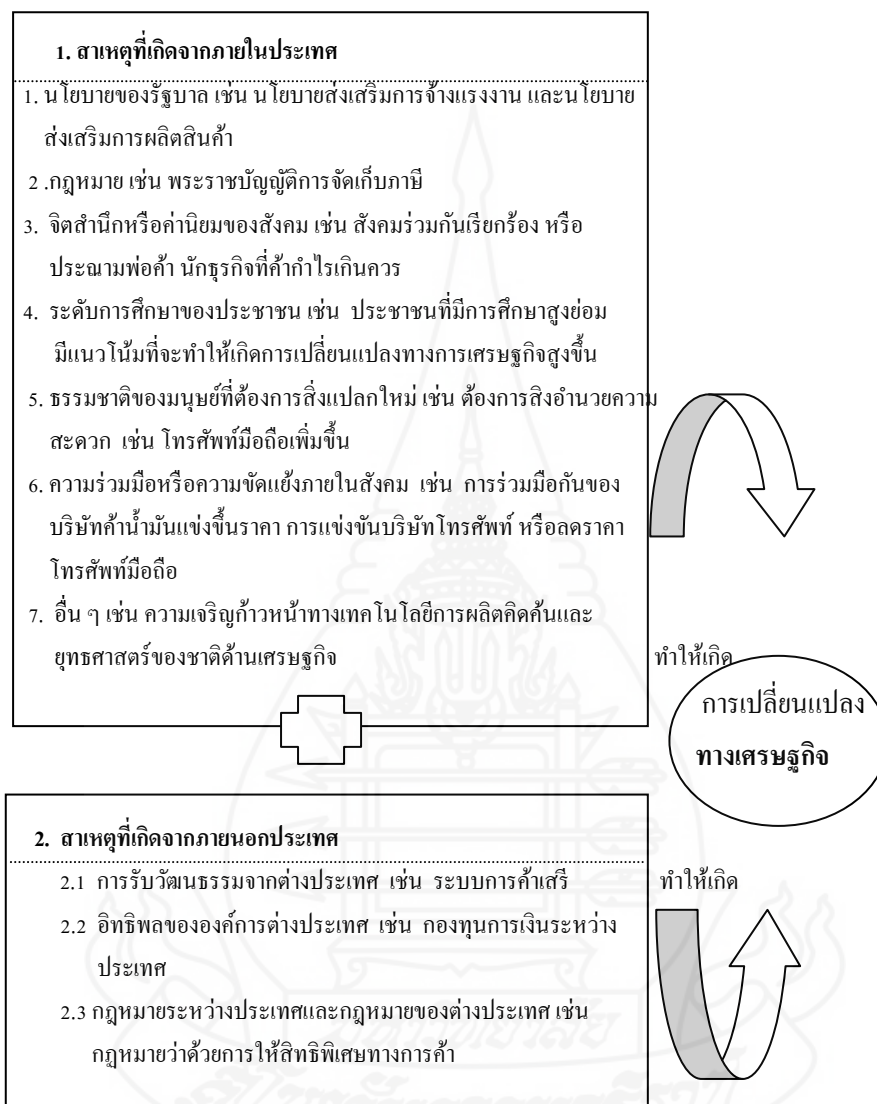 1. สาเหตุที่เกิดจากภายในประเทศ
1. นโยบายของรัฐบาล เช่น นโยบายส่งเสริมการจ้างแรงงาน และนโยบาย
ส่งเสริมการผลิตสินค้า
2 .กฎหมาย เช่น พระราชบัญญัติการจัดเก็บภาษี
3. จิตสำนึกหรือค่านิยมของสังคม เช่น สังคมร่วมกันเรียกร้อง หรือ
ประณามพ่อค้า นักธุรกิจที่ค้ากำไรเกินควร
4. ระดับการศึกษาของประชาชน เช่น ประชาชนที่มีการศึกษาสูงย่อม
มีแนวโน้มที่จะทำให้เกิดการเปลี่ยนแปลงทางการเศรษฐกิจสูงขึ้น
5. ธรรมชาติของมนุษย์ที่ต้องการสิ่งแปลกใหม่ เช่น ต้องการสิ่งอำนวยความ
สะดวก เช่น โทรศัพท์มือถือเพิ่มขึ้น
6. ความร่วมมือหรือความขัดแย้งภายในสังคม เช่น การร่วมมือกันของ
บริษัทค้าน้ำมันแข่งขึ้นราคา การแข่งขันบริษัทโทรศัพท์ หรือลดราคา
โทรศัพท์มือถือ
7. อื่น ๆ เช่น ความเจริญก้าวหน้าทางเทคโนโลยีการผลิตคิดค้นและ
ยุทธศาสตร์ของชาติด้านเศรษฐกิจ
ทำให้เกิด
การเปลี่ยนแปลง
ทางเศรษฐกิจ
2. สาเหตุที่เกิดจากภายนอกประเทศ
2.1 การรับวัฒนธรรมจากต่างประเทศ เช่น ระบบการค้าเสรี
ทำให้เกิด
2.2 อิทธิพลขององค์การต่างประเทศ เช่น กองทุนการเงินระหว่าง
ประเทศ
2.3 กฎหมายระหว่างประเทศและกฎหมายของต่างประเทศ เช่น
กฎหมายว่าด้วยการให้สิทธิพิเศษทางการค้า